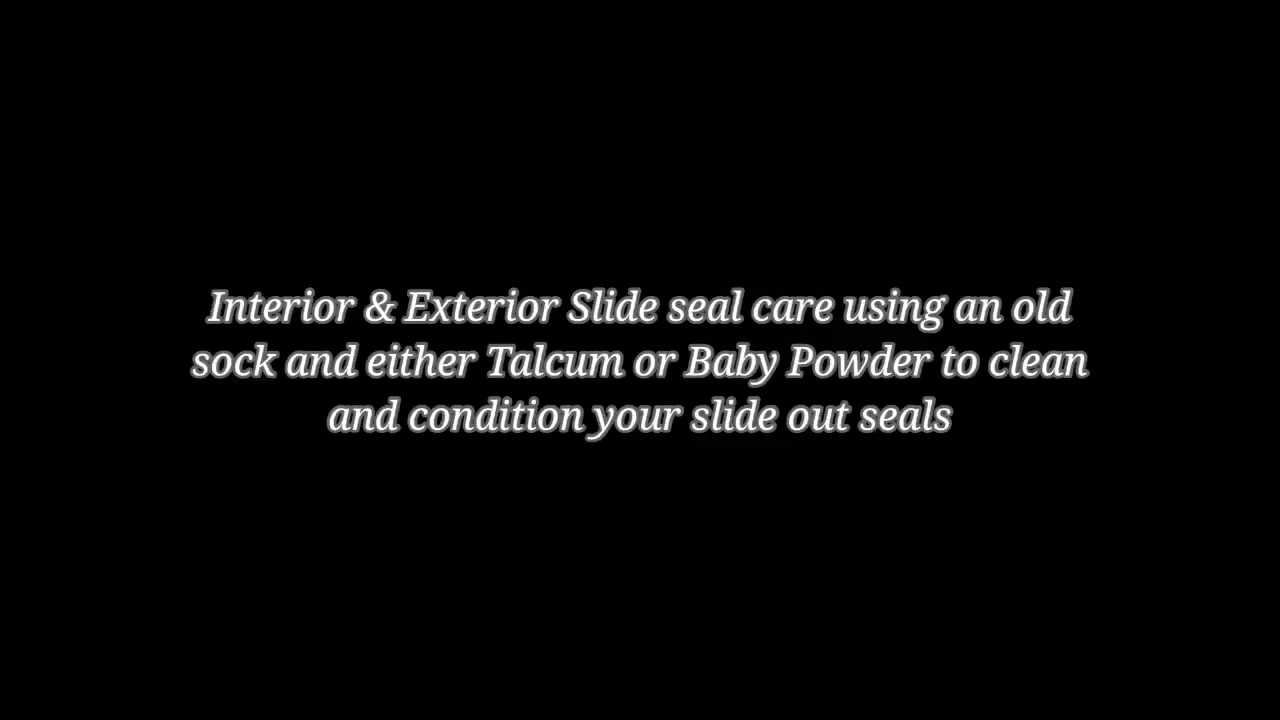 Interior & Exterior Slide seal care using an old
sock and either Talcum or Baby Powder to clean
and condition your slide out seals